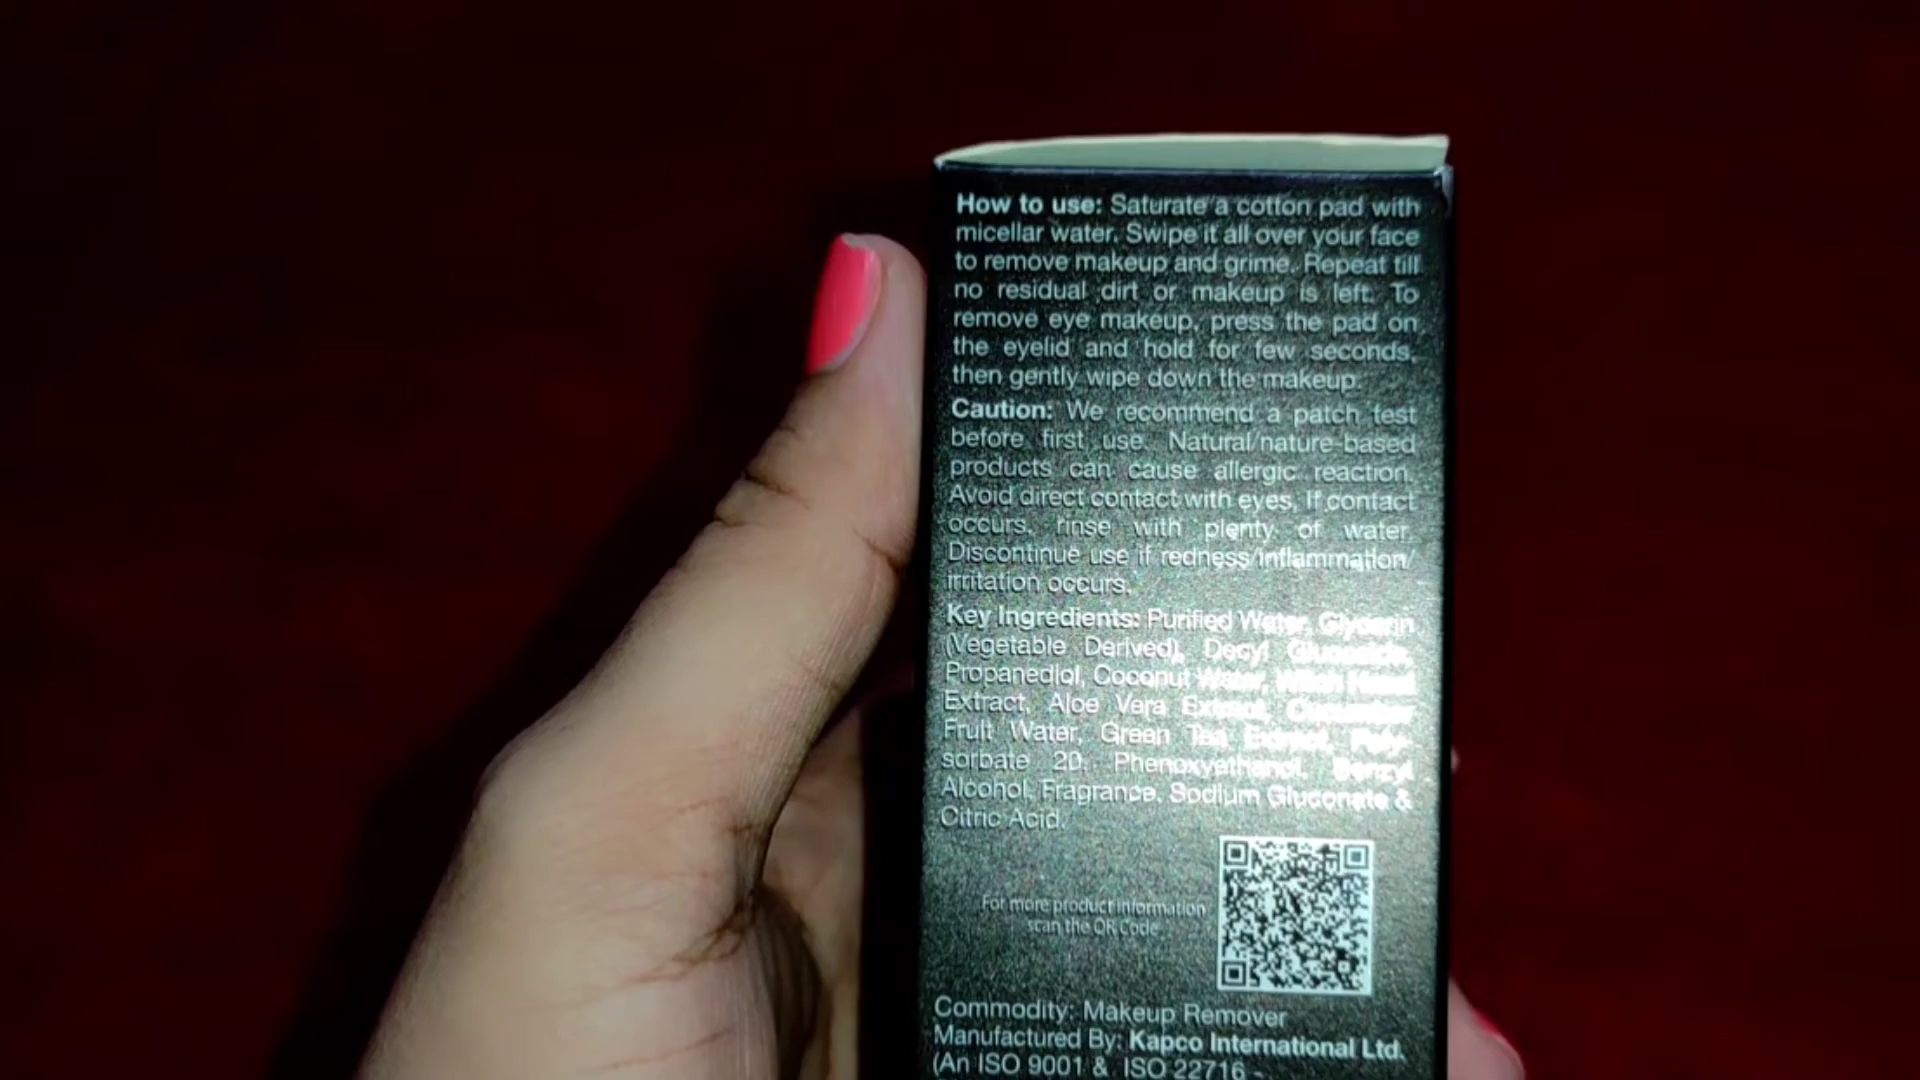 How to use: Saturate a cotton pad with
micellar water. Swipe it all over your face
to remove makeup and grime. Repeat till
no residual dirt or makeup is left. To
remove eye makeup, press the pad on
the eyelid and hold for few seconds,
then gently wipe down the makeup.
Caution: We recommend a patch test
before first use. Natural/nature-based
products can cause allergic reaction.
Avoid direct contact with eyes. If contact
occurs, rinse with plenty of water.
Discontinue use if redness/inflammation/
irritation occurs.
Key Ingredients: Purified Water, Glycerin
(Vegetable Derived), Decyl Glucoside,
Propanediol, Coconut Water, Witch Hazel
Extract, Aloe Vera Extract, Cucumber
Fruit Water, Green Tea Extract, Poly-
sorbate 20, Phenoxyethanol, Benzyl
Alcohol, Fragrance, Sodium Gluconate &
Citric Acid.
For more product information
scan the QR Code
Commodity: Makeup Remover
Manufactured By: Kapco International Ltd.
(An ISO 9001 & ISO 22716 -